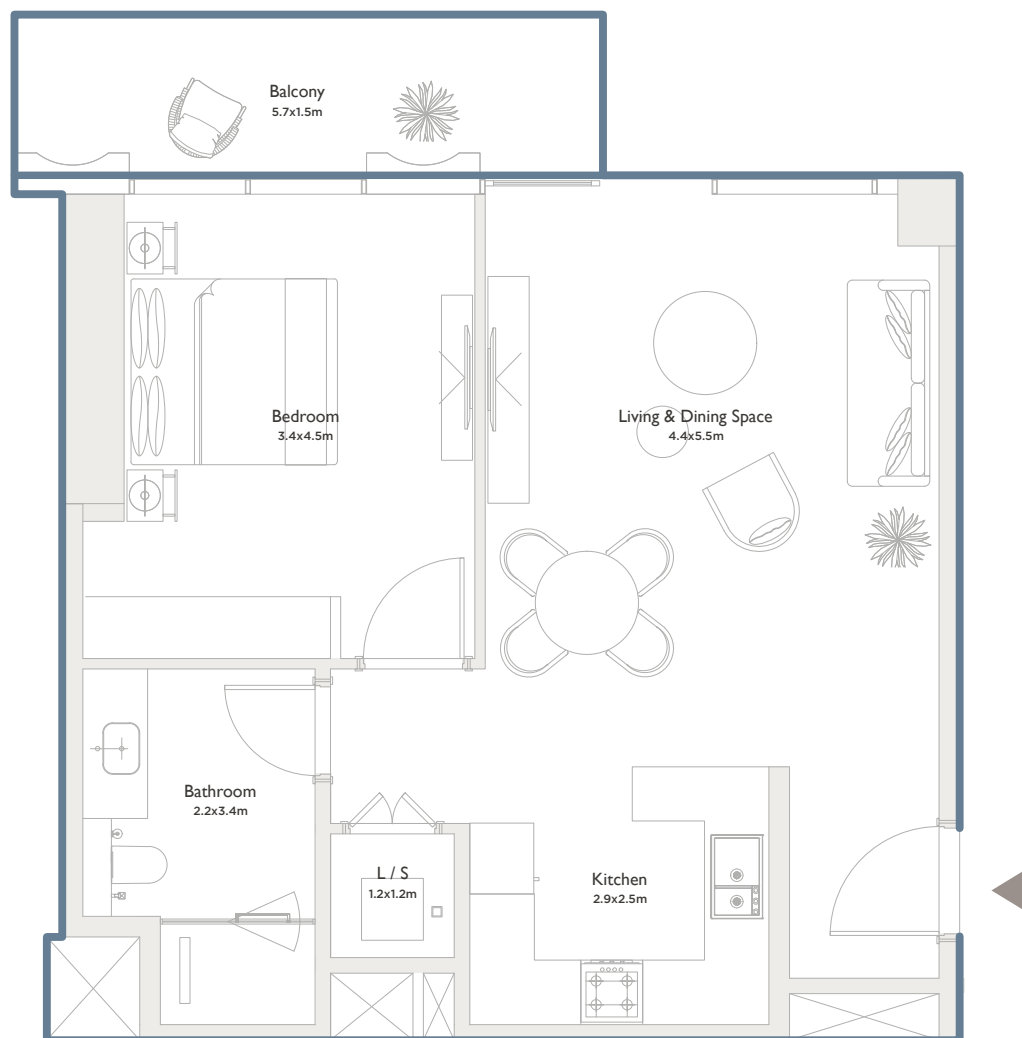 Balcony
5.7x1.5m
Bedroom
3.4x4.5m
Living & Dining Space
4.4x5.5m
Bathroom
2.2x3.4m
L / S
1.2x1.2m
Kitchen
2.9x2.5m